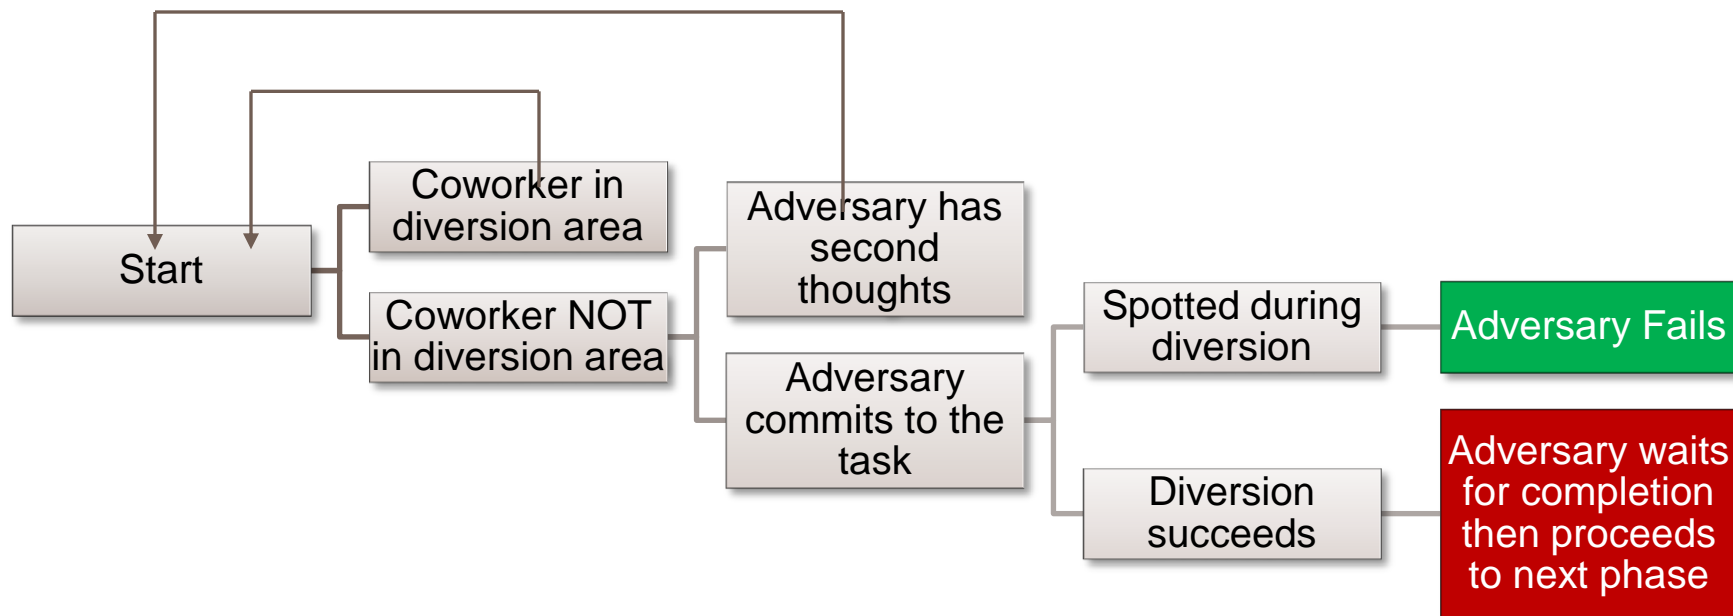 Start
Coworker in
diversion area
Coworker NOT
in diversion area
Adversary has
second
thoughts
Adversary
commits to the
task
Spotted during
diversion
Diversion
succeeds
Adversary Fails
Adversary waits
for completion
then proceeds
to next phase